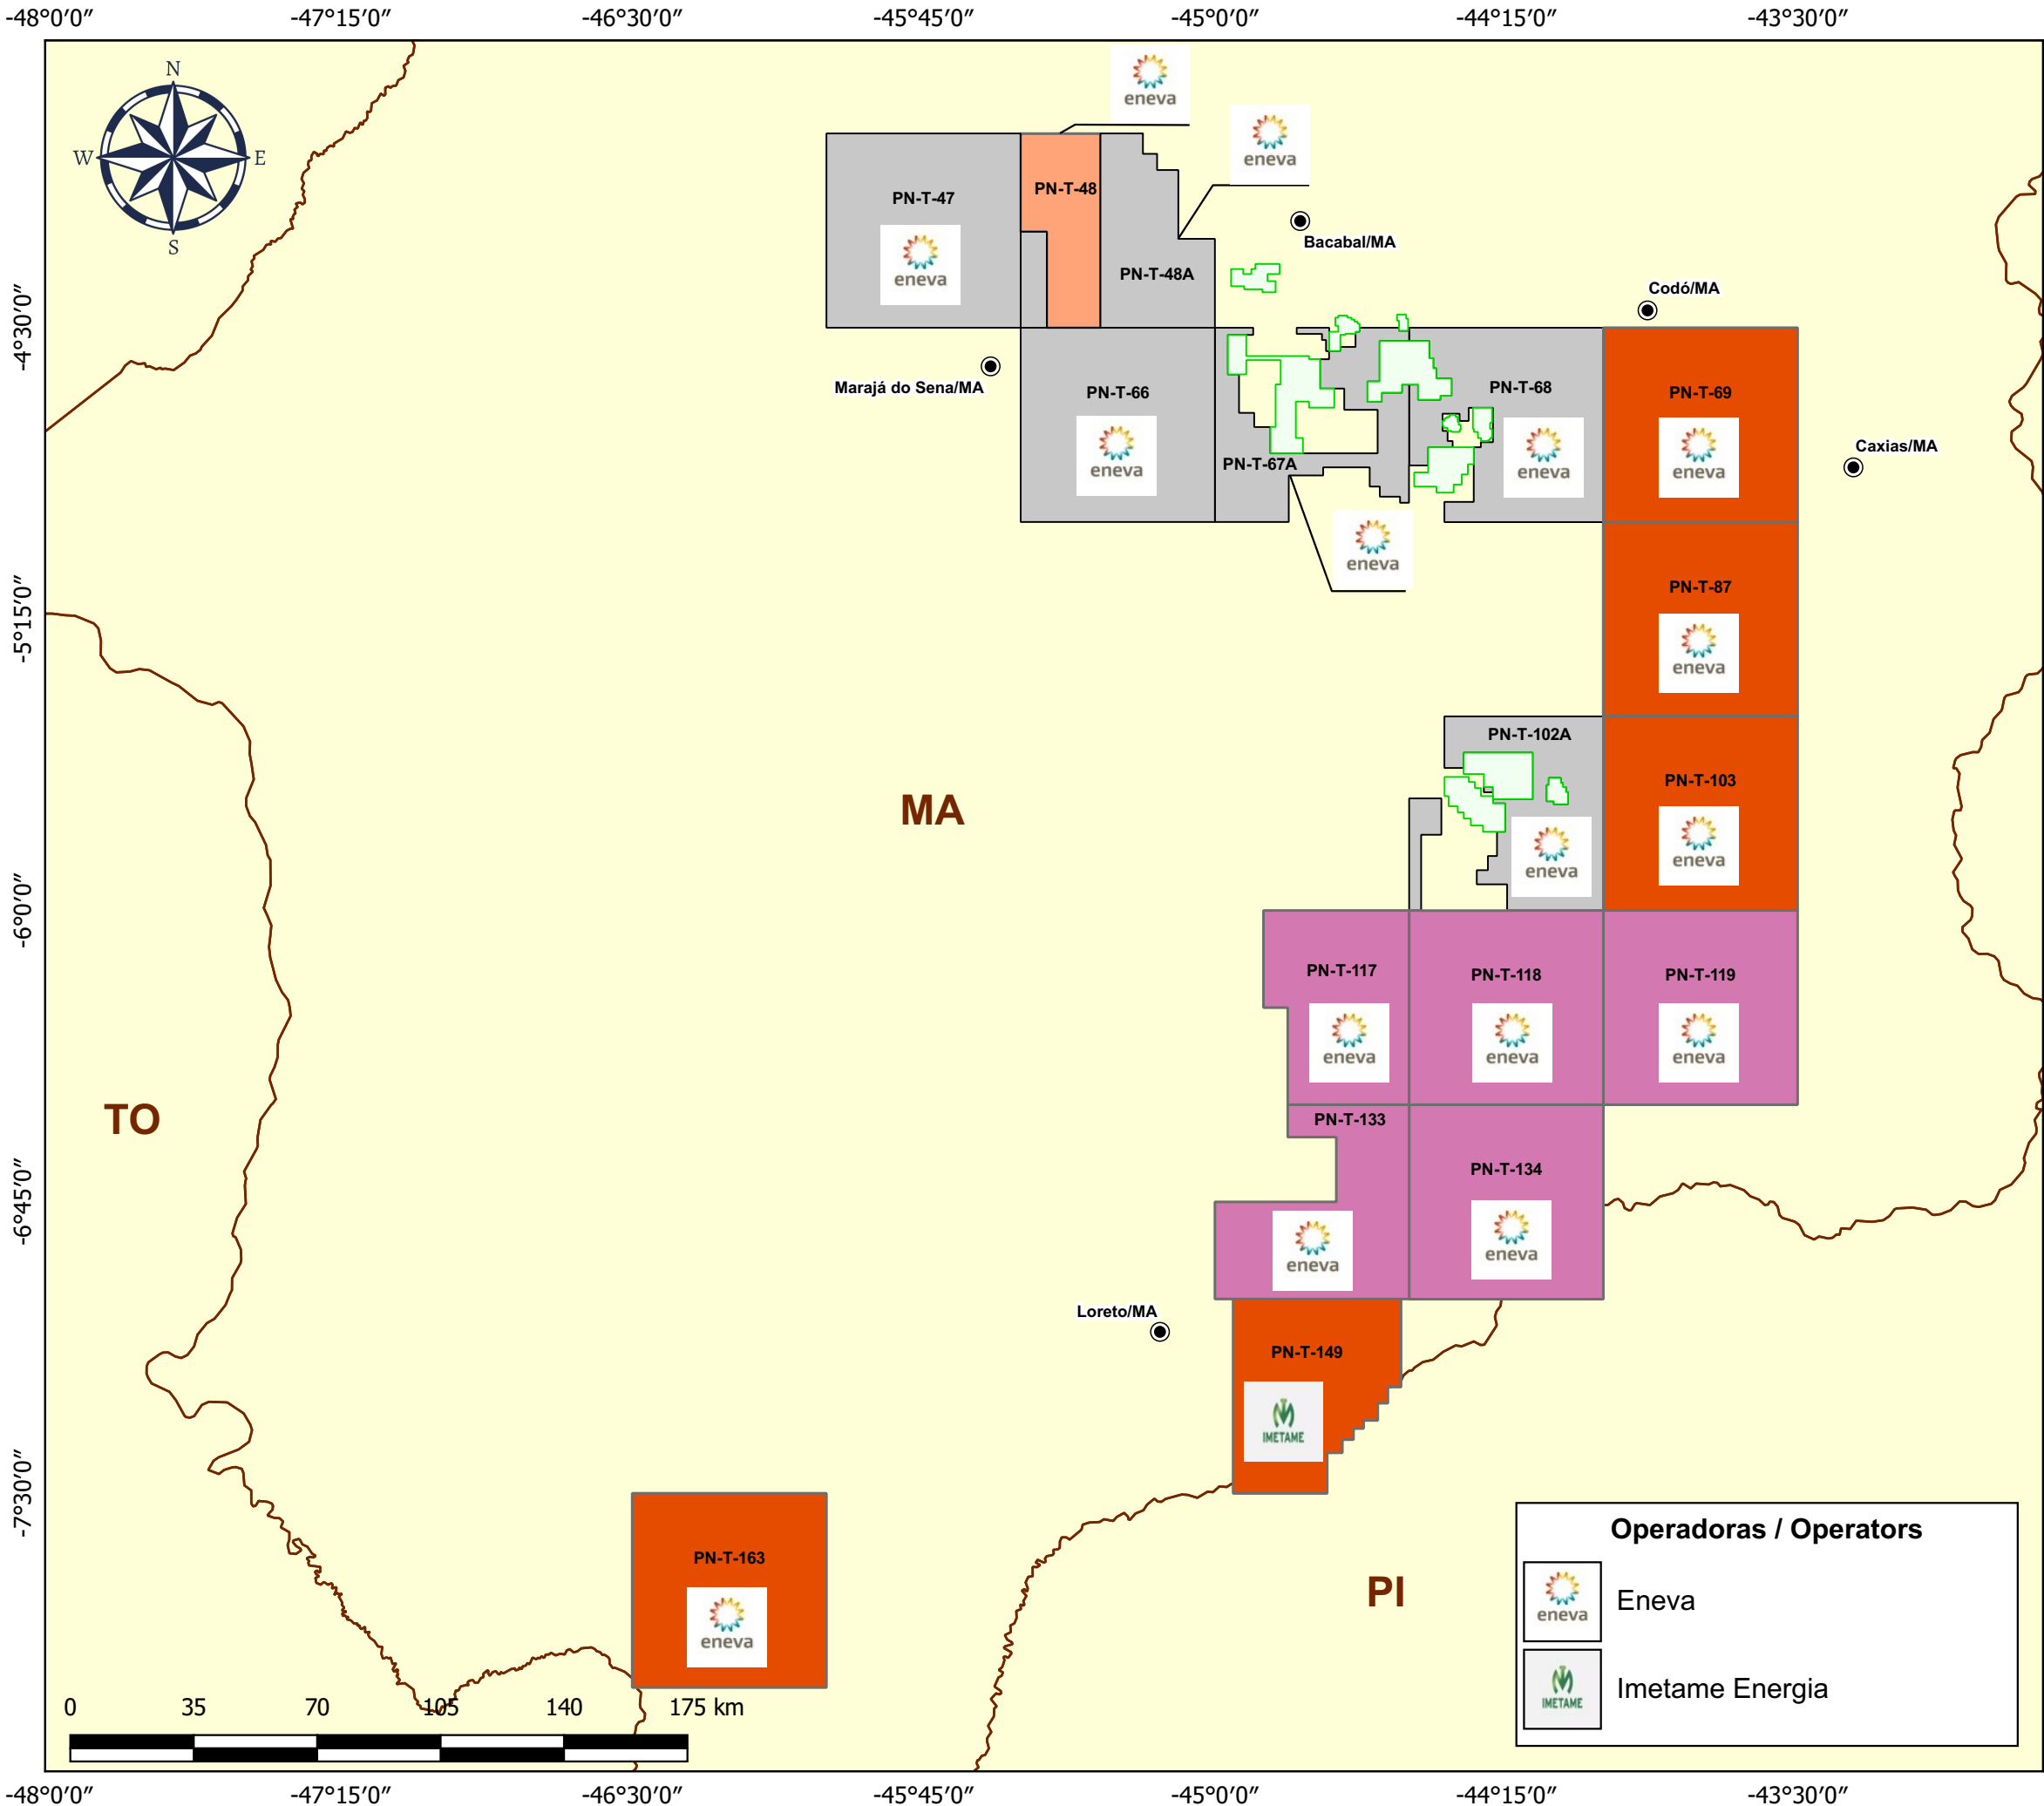 -48°0′0″ -47°15′0″ -46°30′0″ -45°45′0″ -45°0′0″ -44°15′0″ -43°30′0″
N
W E
S
eneva
eneva
PN-T-47
PN-T-48
eneva
PN-T-48A
Bacabal/MA
Codó/MA
-4°30′0″
Marajá do Sena/MA
PN-T-66
eneva
PN-T-67A
eneva
PN-T-68
eneva
PN-T-69
eneva
Caxias/MA
-5°15′0″
PN-T-87
eneva
PN-T-102A
eneva
PN-T-103
eneva
MA
-6°0′0″
PN-T-117
eneva
PN-T-118
eneva
PN-T-119
eneva
TO
PN-T-133
eneva
PN-T-134
eneva
-6°45′0″
Loreto/MA
PN-T-149
IMETAME
-7°30′0″
PN-T-163
eneva
PI
Operadoras / Operators
eneva Eneva
IMETAME Imetame Energia
0 35 70 105 140 175 km
-48°0′0″ -47°15′0″ -46°30′0″ -45°45′0″ -45°0′0″ -44°15′0″ -43°30′0″